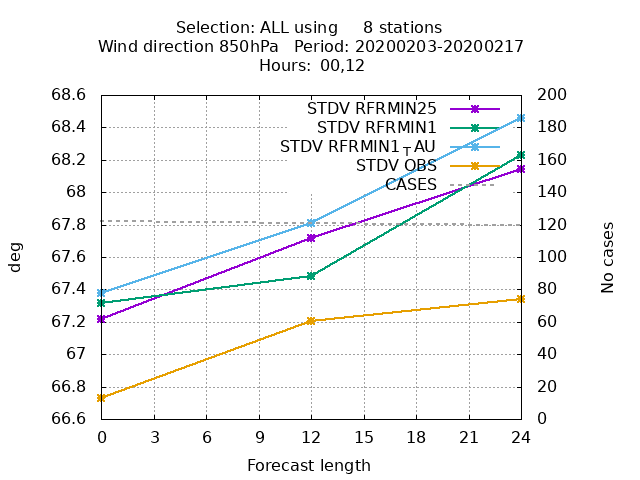 Selection: ALL using 8 stations
Wind direction 850hPa Period: 20200203-20200217
Hours: 00,12
68.6
68.4
68.2
68
67.8
67.6
67.4
67.2
67
66.8
66.6
deg
STDV RFRMIN25
STDV RFRMIN1
STDV RFRMIN1_TAU
STDV OBS
CASES
200
180
160
140
120
100
80
60
40
20
0
No cases
0 3 6 9 12 15 18 21 24
Forecast length